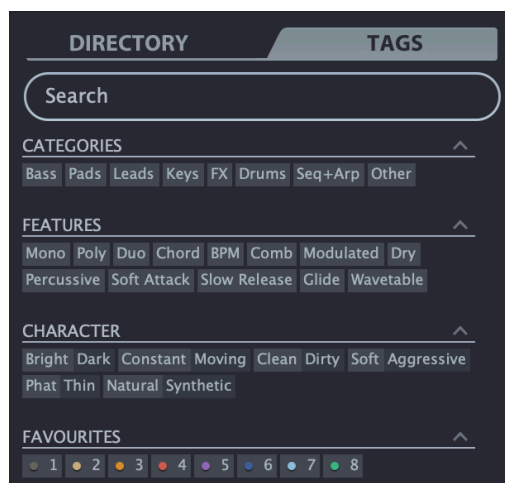 DIRECTORY TAGS
Search
CATEGORIES
Bass Pads Leads Keys FX Drums Seq+Arp Other
FEATURES
Mono Poly Duo Chord BPM Comb Modulated Dry
Percussive Soft Attack Slow Release Glide Wavetable
CHARACTER
Bright Dark Constant Moving Clean Dirty Soft Aggressive
Phat Thin Natural Synthetic
FAVOURITES
1 2 3 4 5 6 7 8